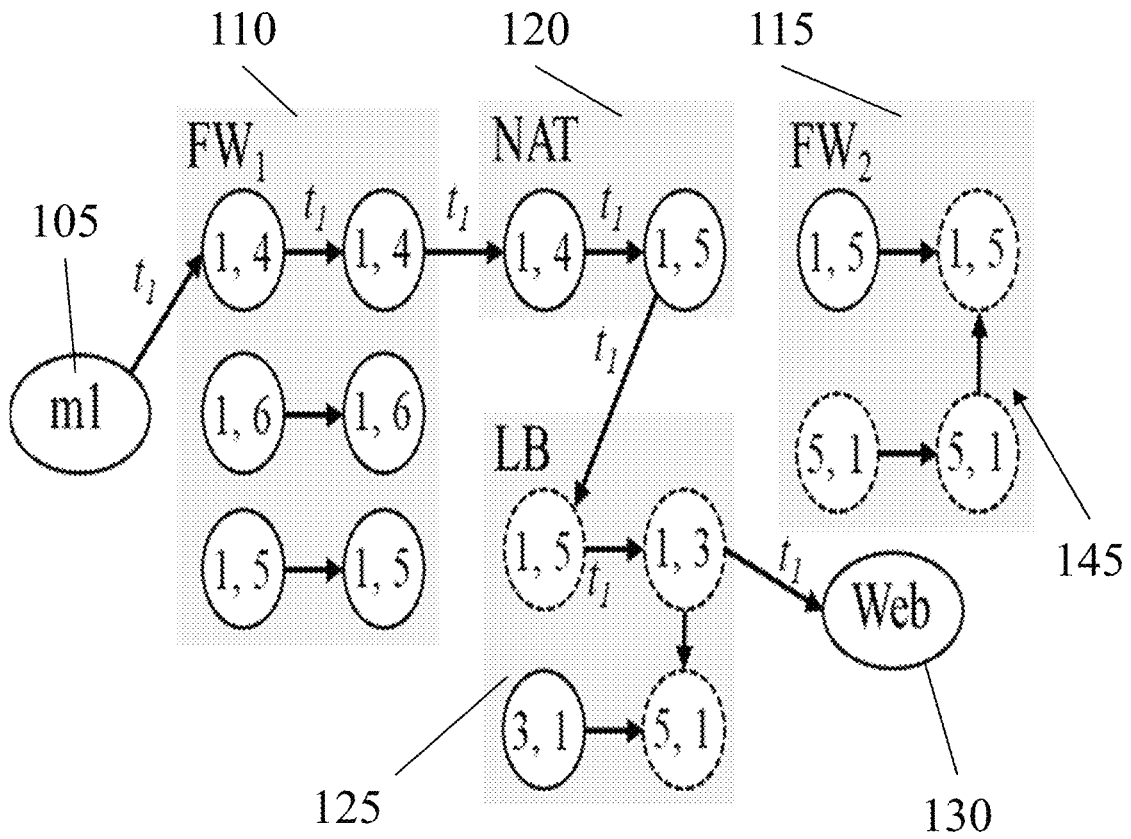 110 120 115
FW1 NAT FW2
105
t1 1, 4 t1 1, 4 t1 1, 4 t1 1, 5 1, 5 1, 5
m1 1, 6 1, 6 t1
LB 5, 1 5, 1
1, 5 1, 5 1, 5 t1 1, 3 t1 145
Web
3, 1 5, 1
125 130